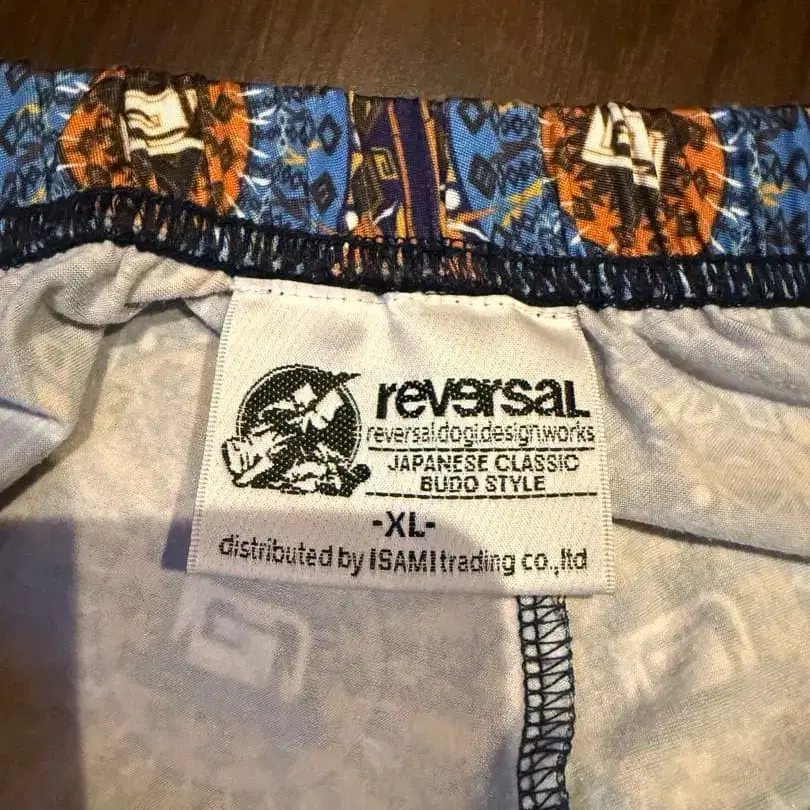 reversal
reversal.dogi.design.works
JAPANESE CLASSIC
BUDO STYLE
-XL-
distributed by ISAMI trading co.,ltd